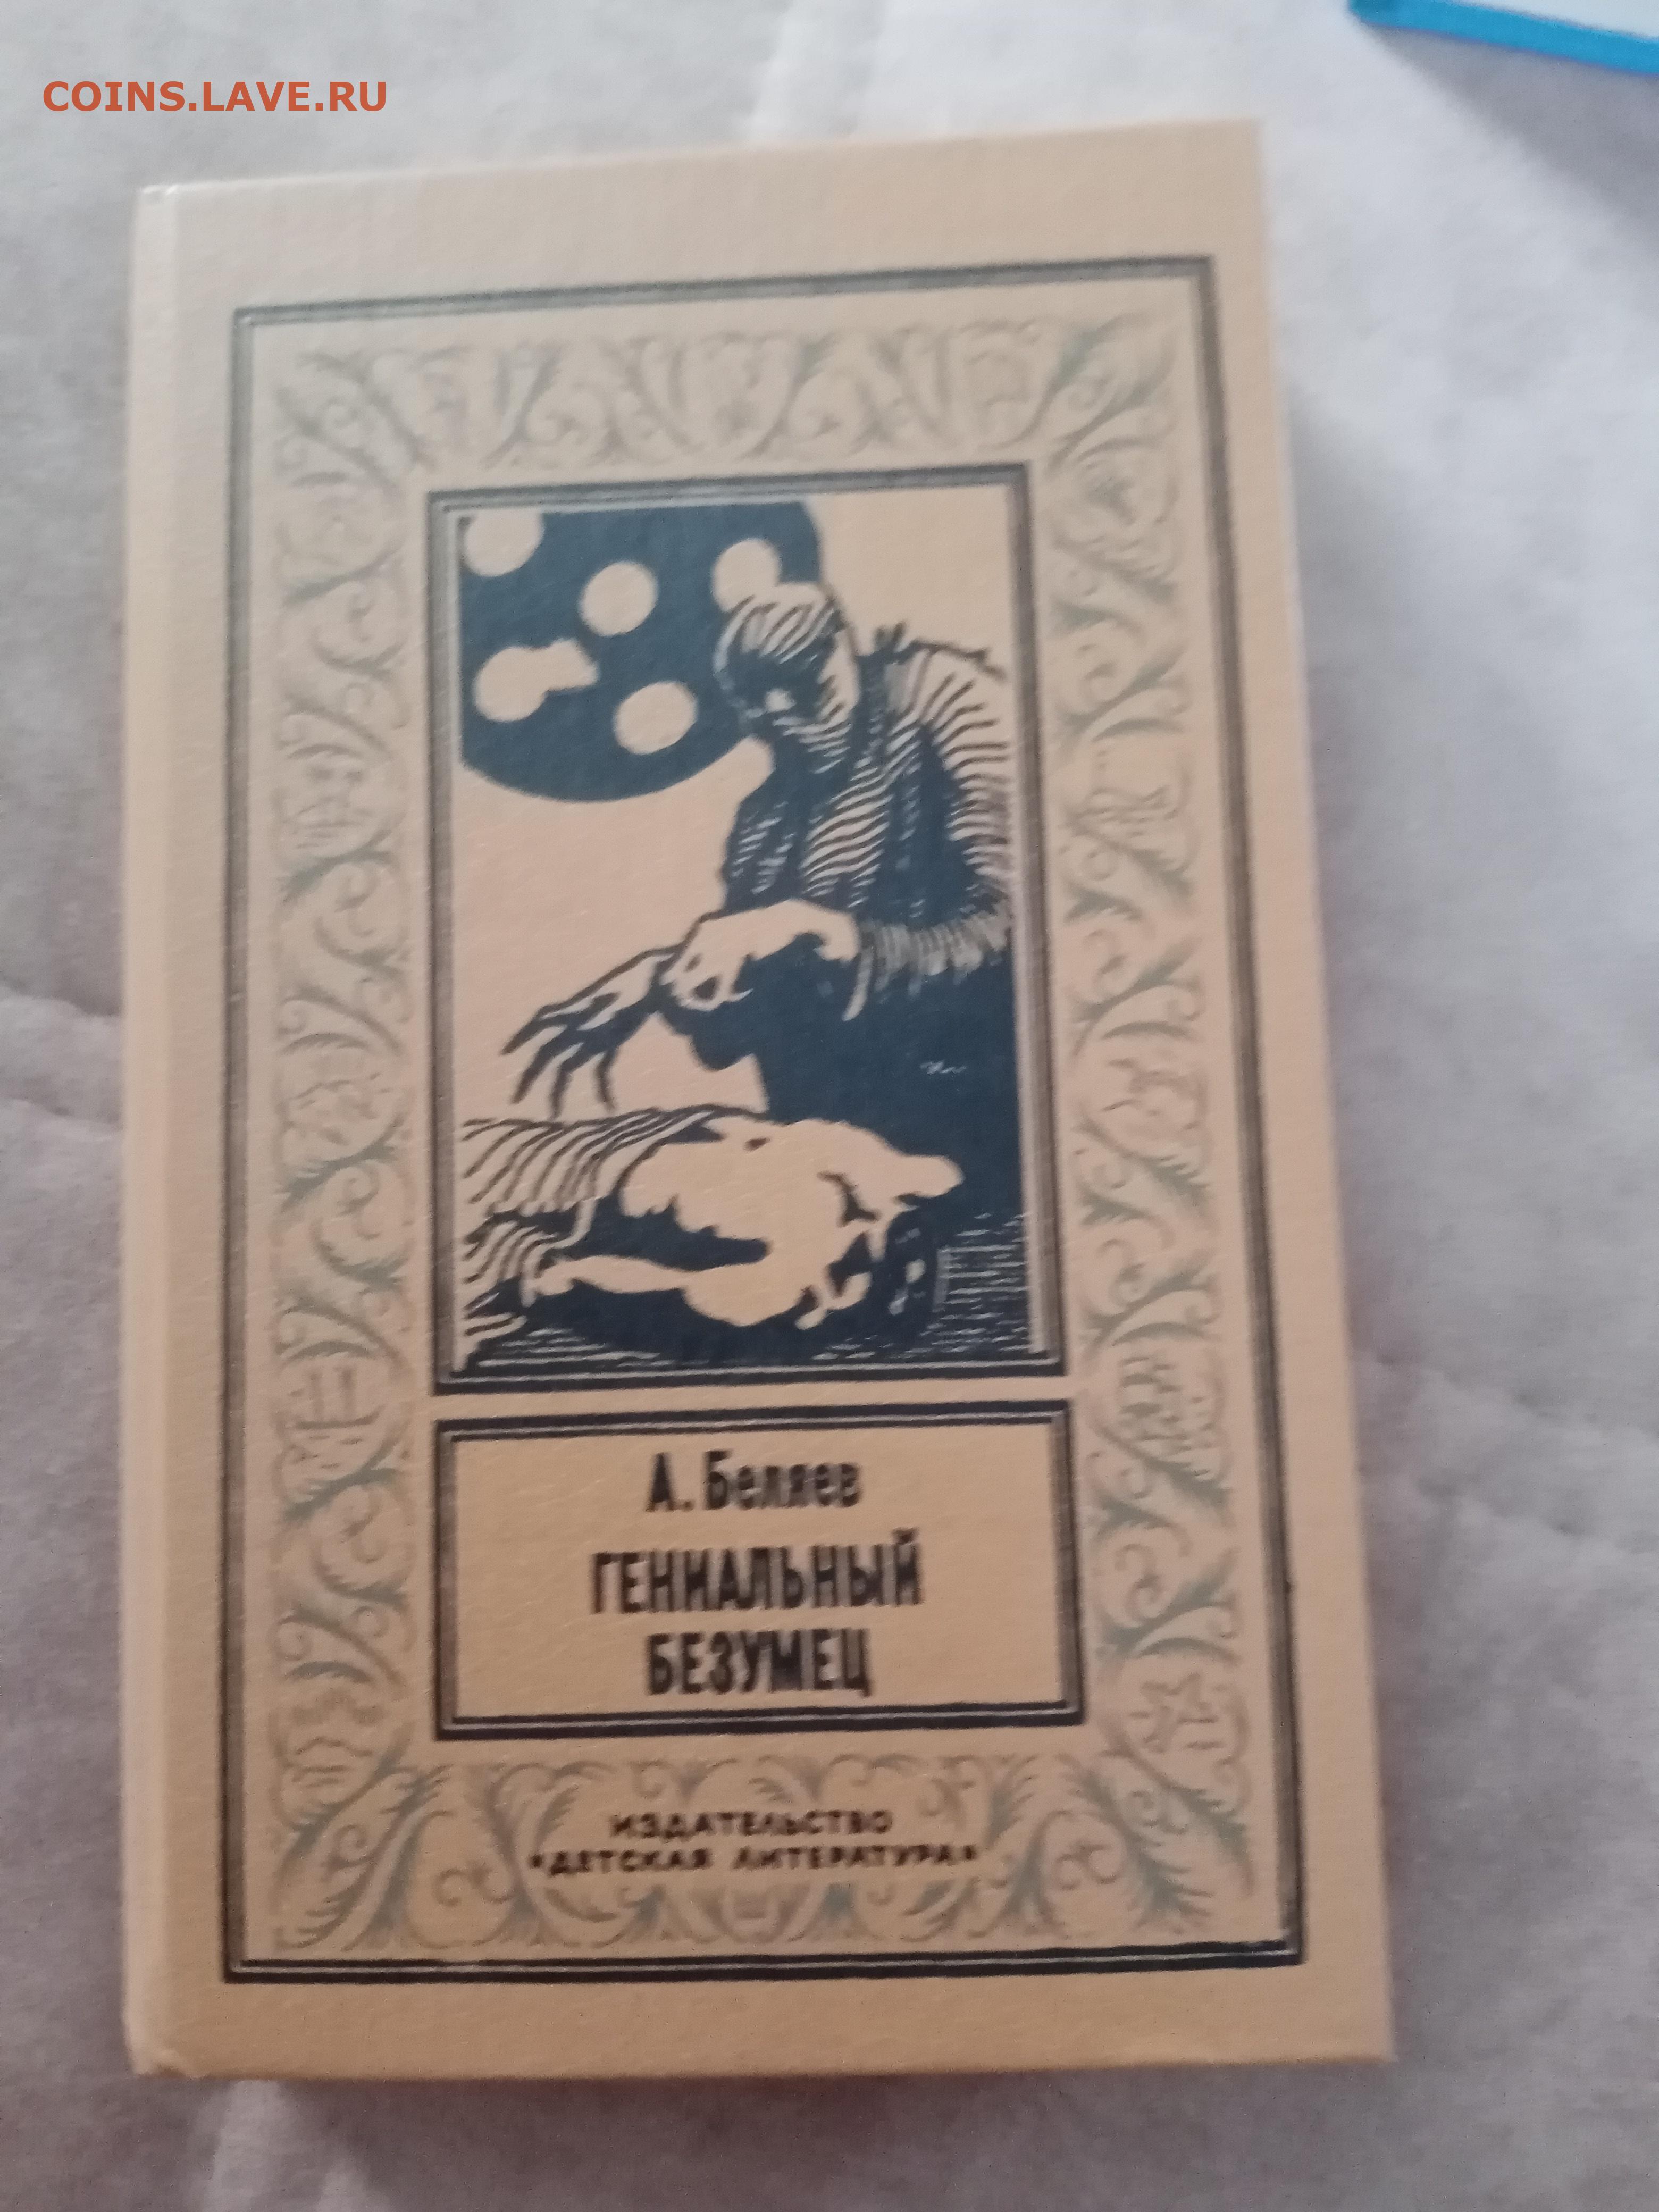 COINS.LAVE.RU
А. Беляев
ГЕНИАЛЬНЫЙ
БЕЗУМЕЦ
ИЗДАТЕЛЬСТВО
«ДЕТСКАЯ ЛИТЕРАТУРА»